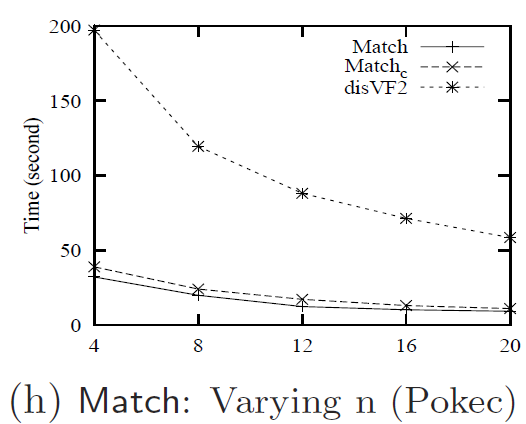 200
150
100
50
0
Time (second)
Match
Matchc
disVF2
4 8 12 16 20
(h) Match: Varying n (Pokec)